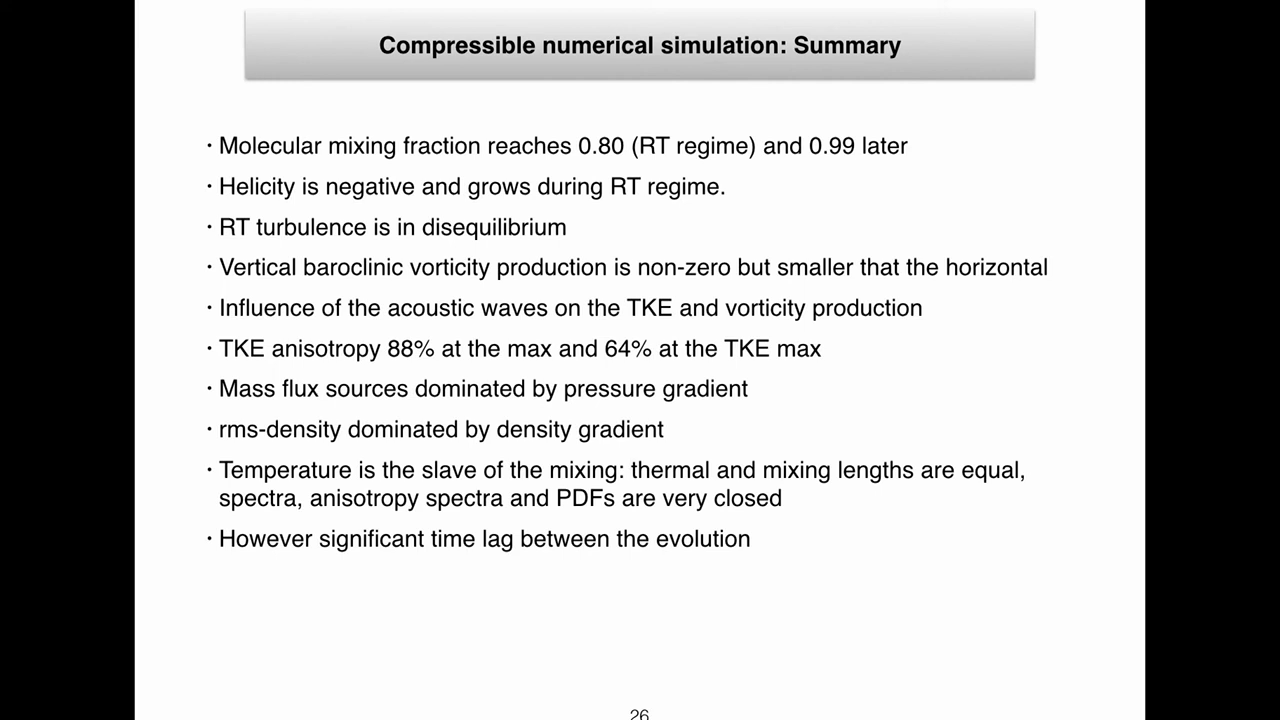 Compressible numerical simulation: Summary
· Molecular mixing fraction reaches 0.80 (RT regime) and 0.99 later
· Helicity is negative and grows during RT regime.
· RT turbulence is in disequilibrium
· Vertical baroclinic vorticity production is non-zero but smaller that the horizontal
· Influence of the acoustic waves on the TKE and vorticity production
· TKE anisotropy 88% at the max and 64% at the TKE max
· Mass flux sources dominated by pressure gradient
· rms-density dominated by density gradient
· Temperature is the slave of the mixing: thermal and mixing lengths are equal,
spectra, anisotropy spectra and PDFs are very closed
· However significant time lag between the evolution
26